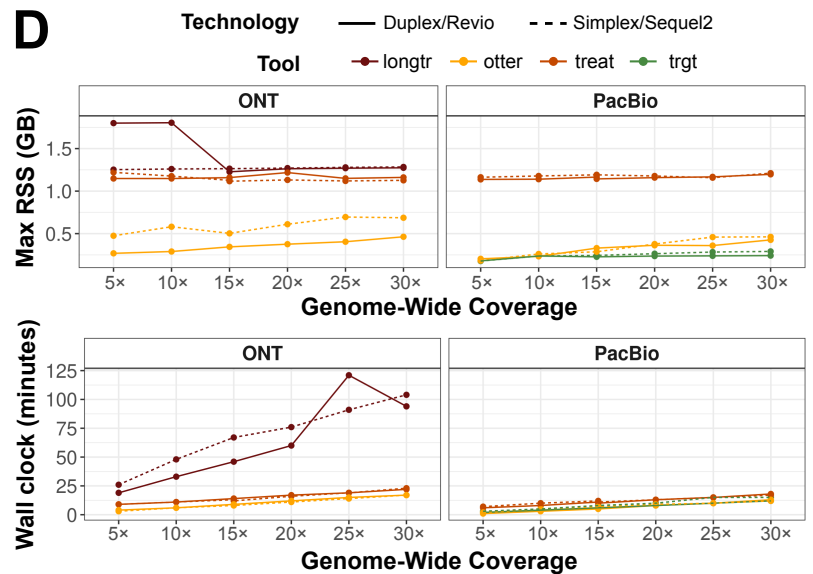 D
Technology Duplex/Revio Simplex/Sequel2
Tool longtr otter treat trgt
ONT PacBio
Max RSS (GB)
1.5
1.0
0.5
5× 10× 15× 20× 25× 30× 5× 10× 15× 20× 25× 30×
Genome-Wide Coverage
ONT PacBio
Wall clock (minutes)
125
100
75
50
25
0
5× 10× 15× 20× 25× 30× 5× 10× 15× 20× 25× 30×
Genome-Wide Coverage